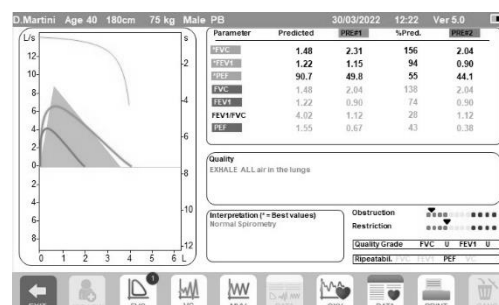 D.Martini Age 40 180cm 75 kg Male PB 30/03/2022 12:22 Ver 5.0
L/s s
Parameter Predicted PRE#1 %Pred. PRE#2
*FVC 1.48 2.31 156 2.04
*FEV1 1.22 1.15 94 0.90
*PEF 90.7 49.8 55 44.1
FVC 1.48 2.04 138 2.04
FEV1 1.22 0.90 74 0.90
FEV1/FVC 4.02 1.12 28 1.12
PEF 1.55 0.67 43 0.38
12-
10-
8-
6-
4-
2-
0-
2-
4-
6-
8-
-2
-4
-6
-8
-10
-12
0 1 2 3 4 5 6 L
Quality
EXHALE ALL air in the lungs
Interpretation (* = Best values)
Normal Spirometry
Obstruction
Restriction
Quality Grade FVC U FEV1 U
Repeatabil. FVC FEV1 PEF VC
1